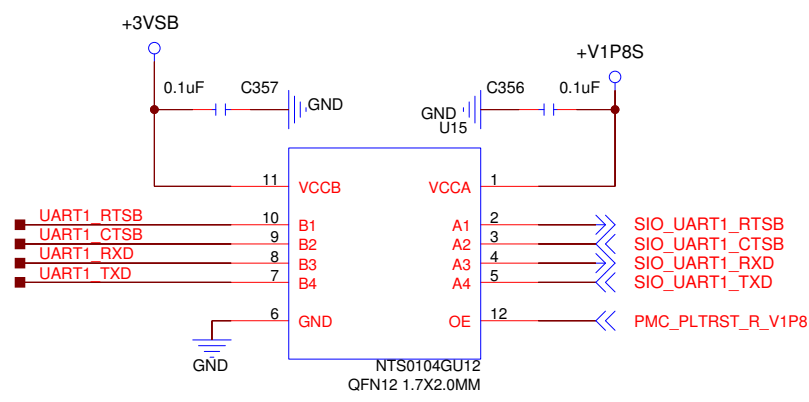 +3VSB
+V1P8S
0.1uF C357 GND
C356 0.1uF
GND
U15
11 VCCB VCCA 1
UART1_RTSB 10 B1 A1 2 SIO_UART1_RTSB
UART1_CTSB 9 B2 A2 3 SIO_UART1_CTSB
UART1_RXD 8 B3 A3 4 SIO_UART1_RXD
UART1_TXD 7 B4 A4 5 SIO_UART1_TXD
6 GND OE 12 PMC_PLTRST_R_V1P8
GND
NTS0104GU12
QFN12 1.7X2.0MM